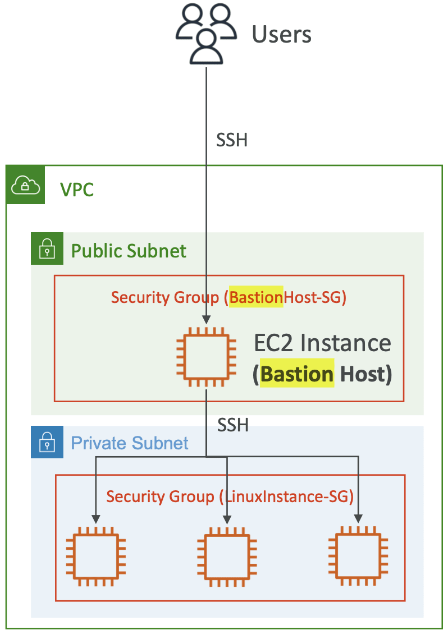 Users
SSH
VPC
Public Subnet
Security Group (BastionHost-SG)
EC2 Instance
(Bastion Host)
SSH
Private Subnet
Security Group (LinuxInstance-SG)